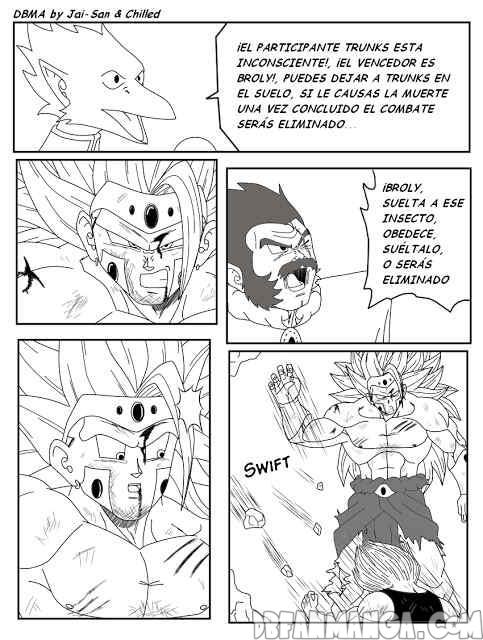 DBMA by Jai-San & Chilled
¡EL PARTICIPANTE TRUNKS ESTA
INCONSCIENTE!, ¡EL VENCEDOR ES
BROLY!, PUEDES DEJAR A TRUNKS EN
EL SUELO, SI LE CAUSAS LA MUERTE
UNA VEZ CONCLUIDO EL COMBATE
SERÁS ELIMINADO...
¡BROLY,
SUELTA A ESE
INSECTO,
OBEDECE,
SUÉLTALO,
O SERÁS
ELIMINADO
SWIFT
DBFANMANGA.COM